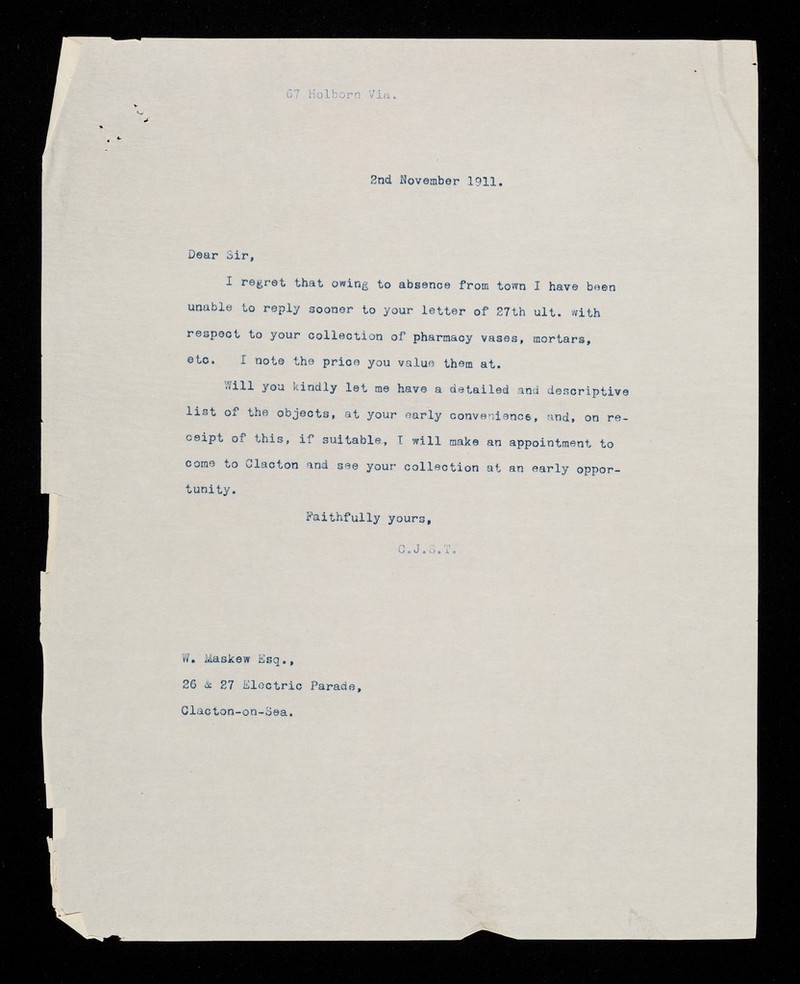 67 Holborn Via.
2nd November 1911.
Dear Sir,
I regret that owing to absence from town I have been
unable to reply sooner to your letter of 27th ult. with
respect to your collection of pharmacy vases, mortars,
etc. I note the price you value them at.
Will you kindly let me have a detailed and descriptive
list of the objects, at your early convenience, and, on re-
ceipt of this, if suitable, I will make an appointment to
come to Clacton and see your collection at an early oppor-
tunity.
Faithfully yours,
C.J.S.T.
W. Maskew Esq.,
26 & 27 Electric Parade,
Clacton-on-Sea.